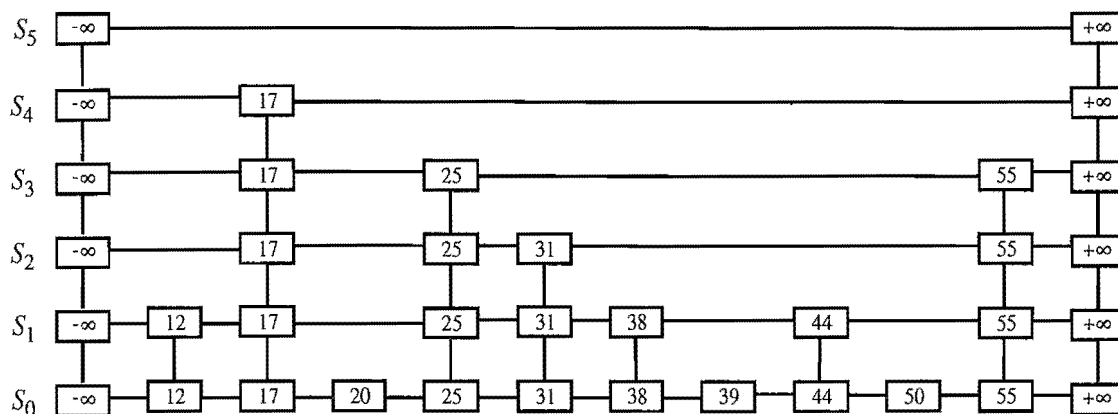 S5 -∞ +∞
S4 -∞ 17 +∞
S3 -∞ 17 25 55 +∞
S2 -∞ 17 25 31 55 +∞
S1 -∞ 12 17 25 31 38 44 55 +∞
S0 -∞ 12 17 20 25 31 38 39 44 50 55 +∞